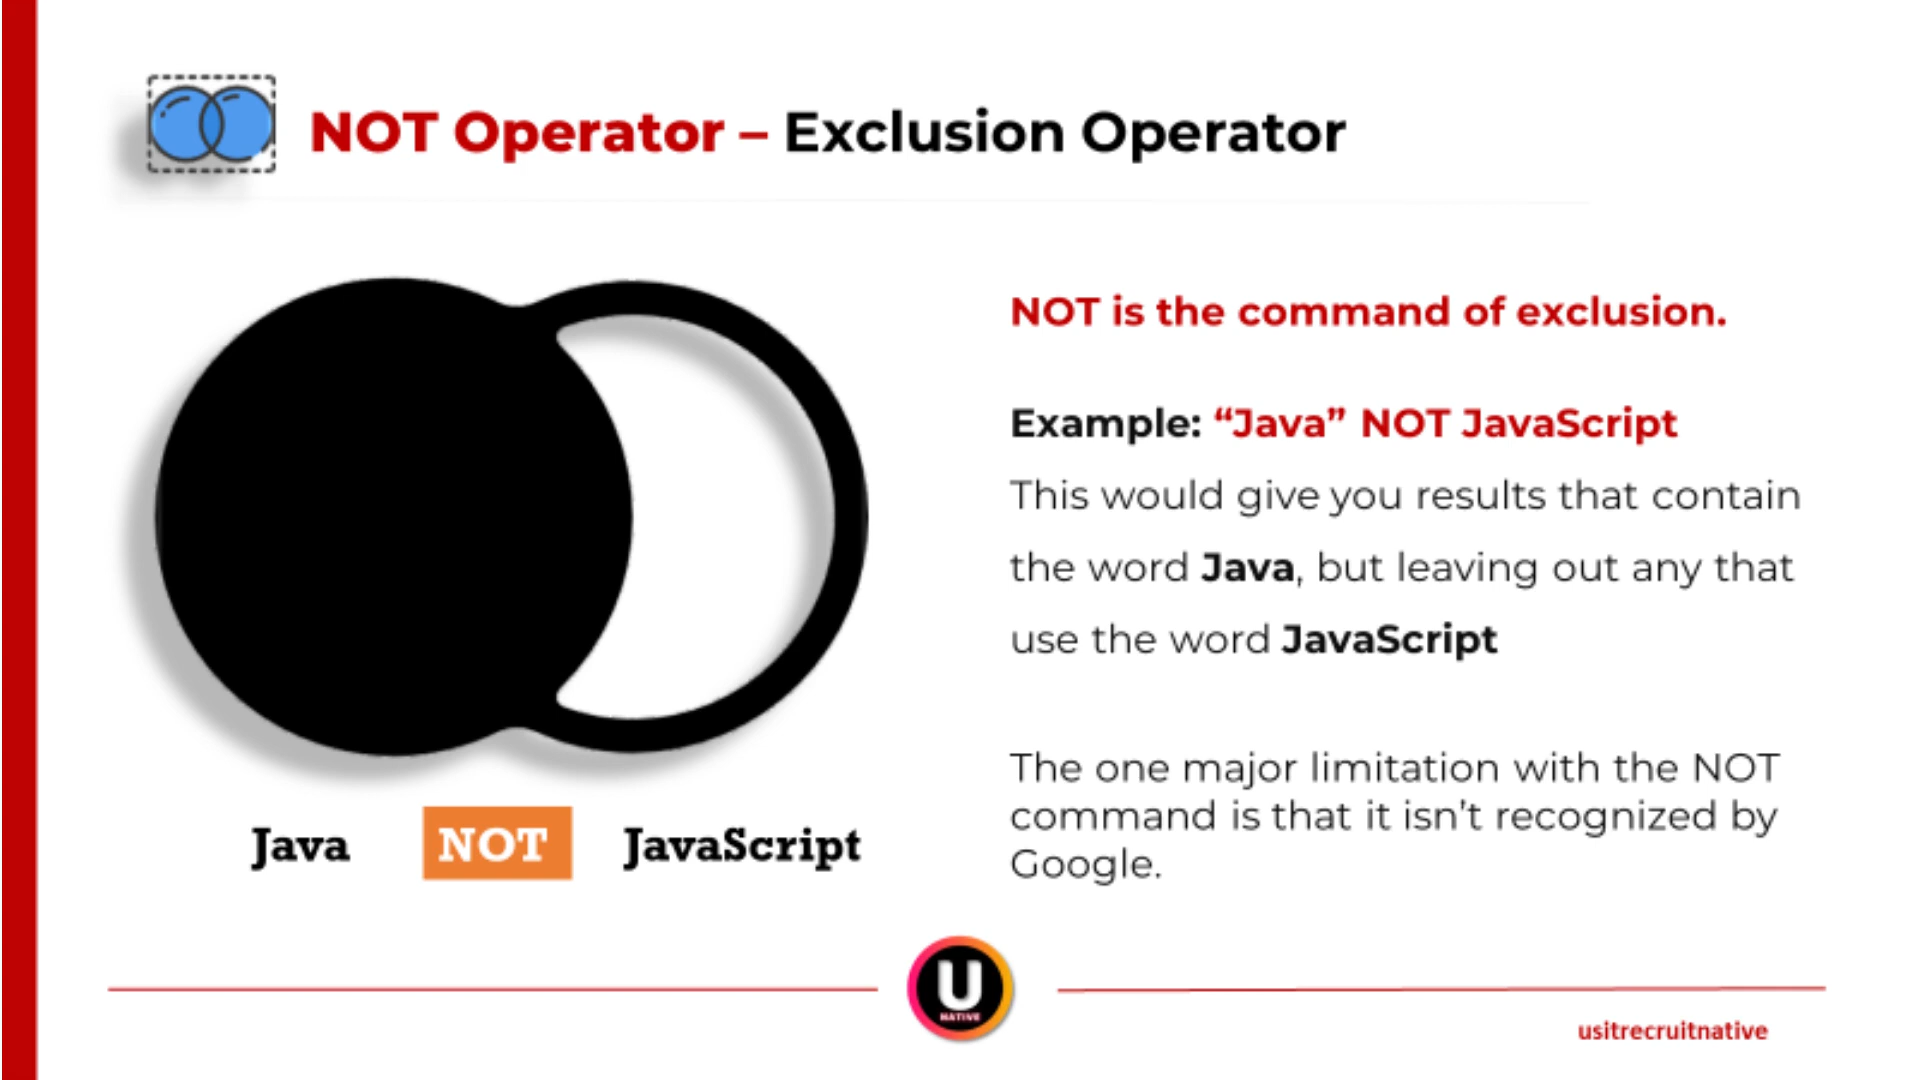 NOT Operator – Exclusion Operator
NOT is the command of exclusion.
Example: “Java” NOT JavaScript
This would give you results that contain
the word Java, but leaving out any that
use the word JavaScript
The one major limitation with the NOT
command is that it isn’t recognized by
Google.
Java NOT JavaScript
U
NATIVE
usitrecruitnative